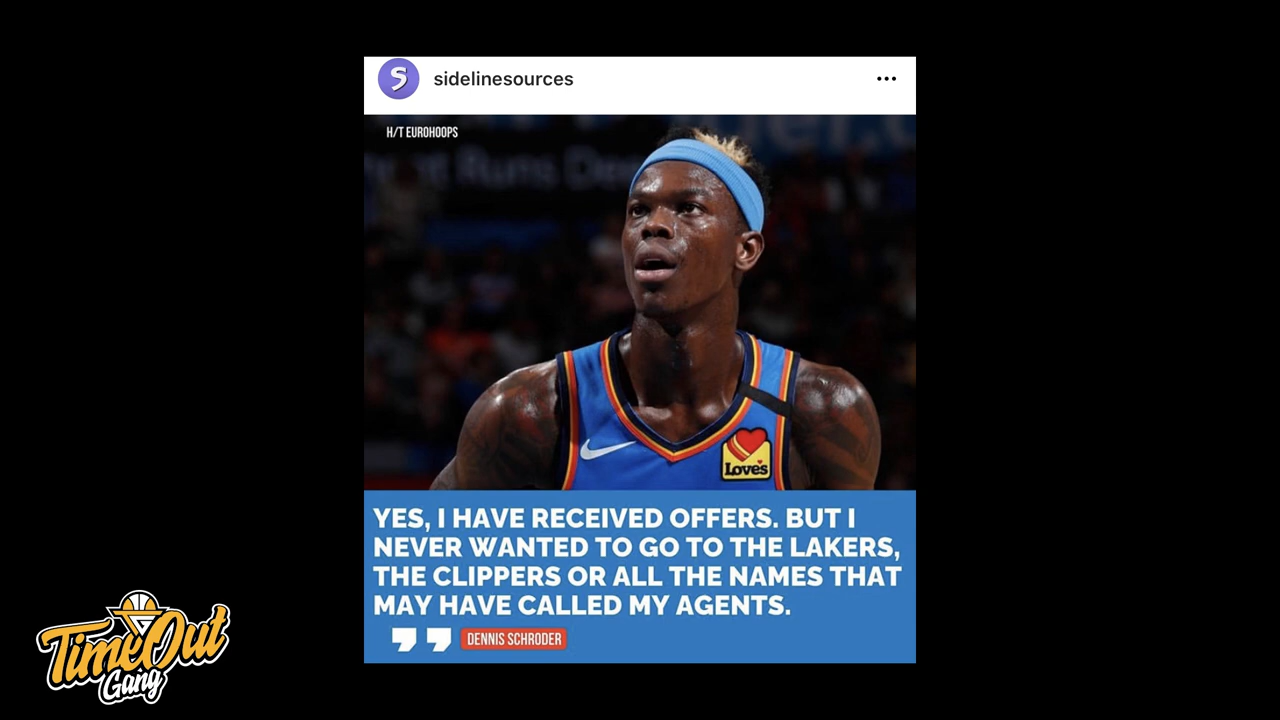 sidelinesources
H/T EUROHOOPS
Loves
YES, I HAVE RECEIVED OFFERS. BUT I
NEVER WANTED TO GO TO THE LAKERS,
THE CLIPPERS OR ALL THE NAMES THAT
MAY HAVE CALLED MY AGENTS.
DENNIS SCHRODER
TimeOut
Gang